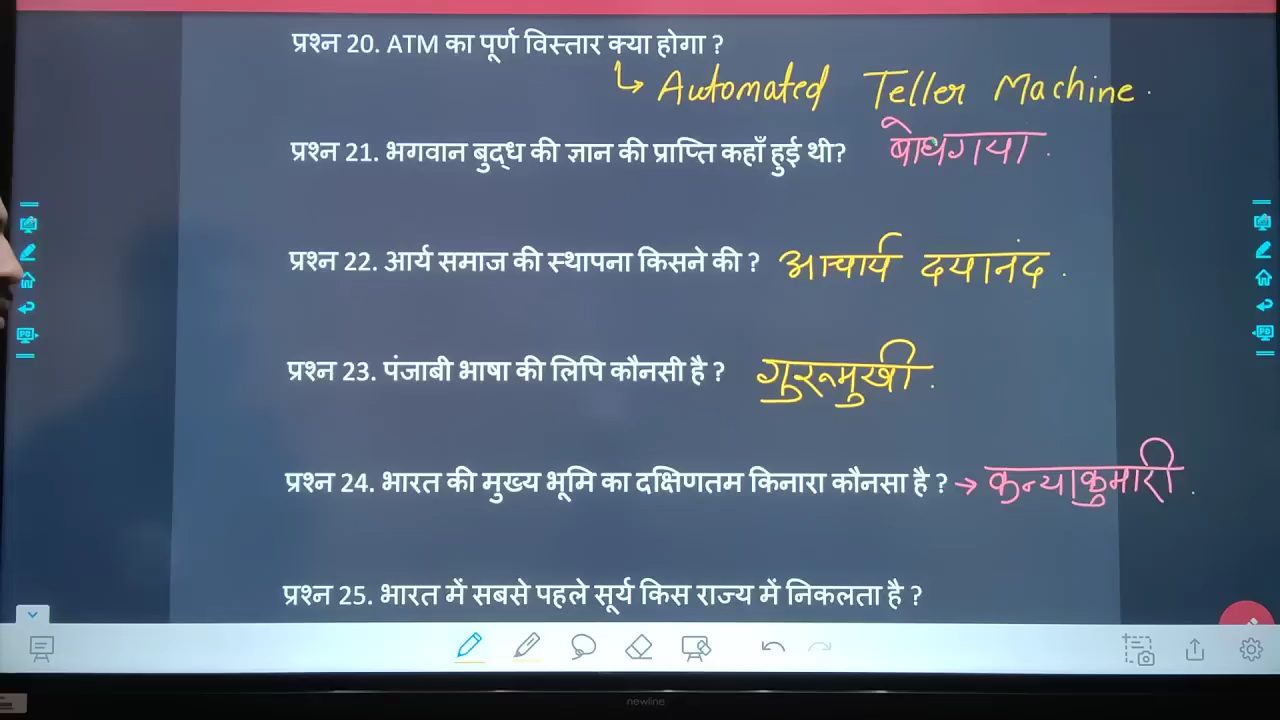 प्रश्न 20. ATM का पूर्ण विस्तार क्या होगा ?
↳ Automated Teller Machine.
प्रश्न 21. भगवान बुद्ध की ज्ञान की प्राप्ति कहाँ हुई थी? बोधगया.
प्रश्न 22. आर्य समाज की स्थापना किसने की ? आचार्य दयानंद.
प्रश्न 23. पंजाबी भाषा की लिपि कौनसी है ? गुरूमुखी.
प्रश्न 24. भारत की मुख्य भूमि का दक्षिणतम किनारा कौनसा है ? → कन्याकुमारी.
प्रश्न 25. भारत में सबसे पहले सूर्य किस राज्य में निकलता है ?
newline